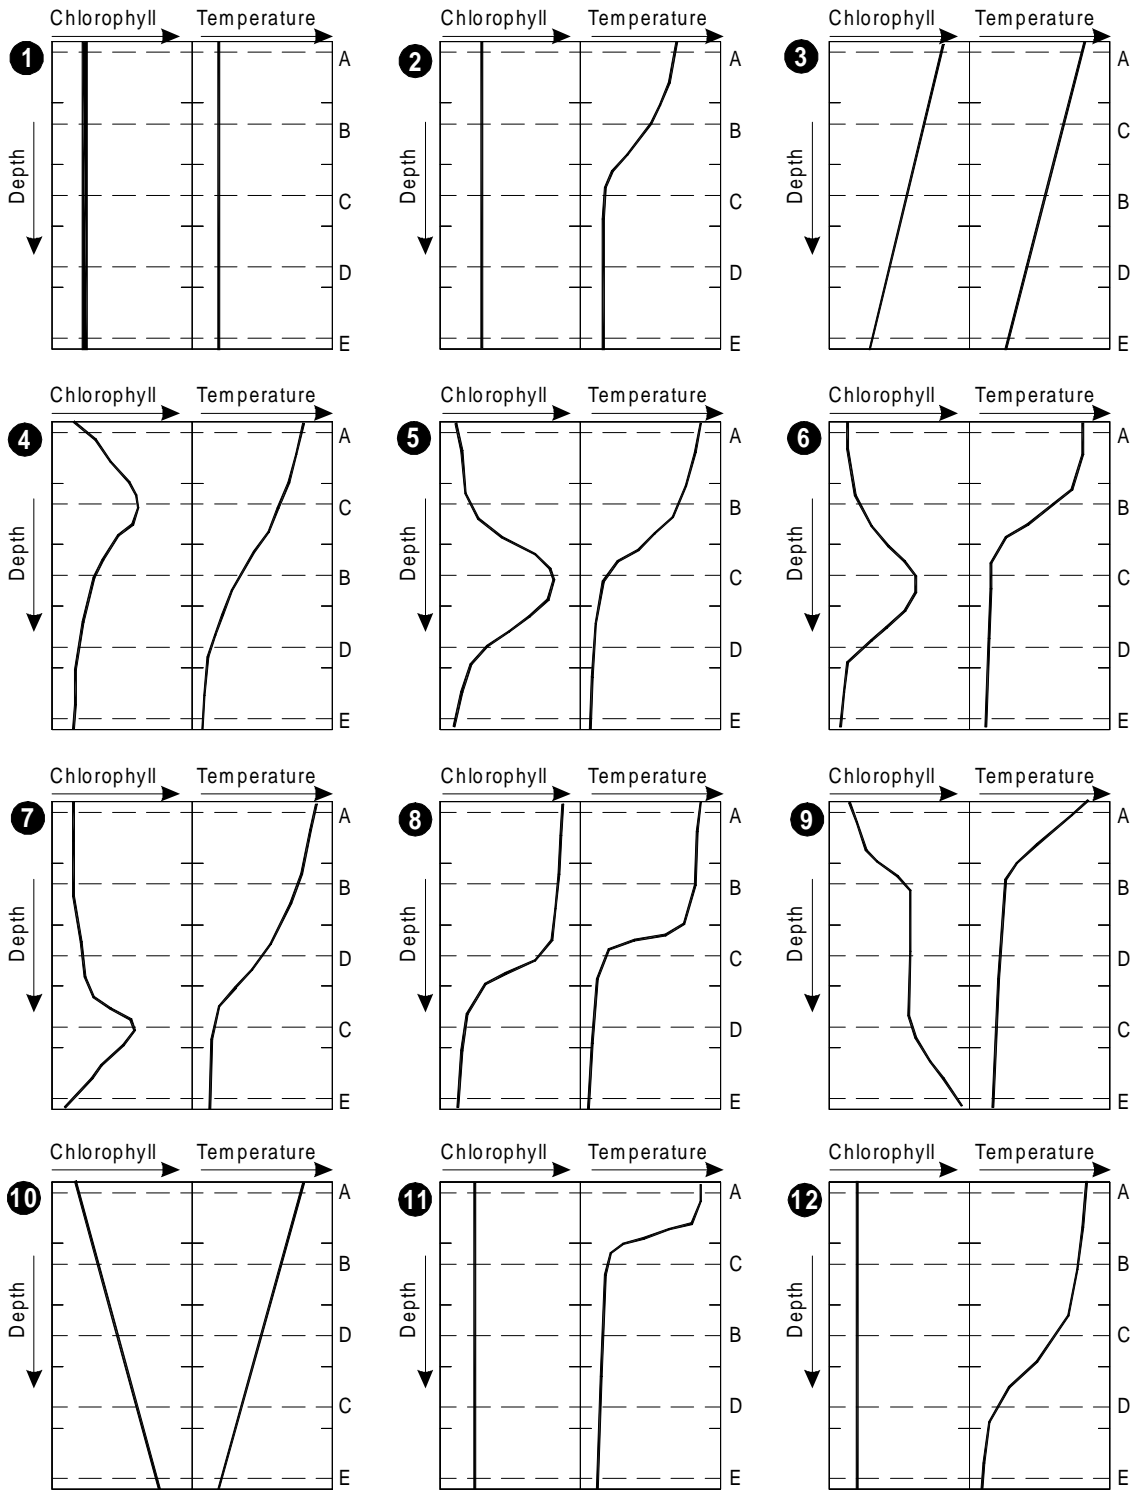 Chlorophyll Temperature Chlorophyll Temperature Chlorophyll Temperature
1 A 2 A 3 A
B B C
Depth Depth Depth
C C B
D D D
E E E
Chlorophyll Temperature Chlorophyll Temperature Chlorophyll Temperature
4 A 5 A 6 A
C B B
Depth Depth Depth
B C C
D D D
E E E
Chlorophyll Temperature Chlorophyll Temperature Chlorophyll Temperature
7 A 8 A 9 A
B B B
Depth Depth Depth
D C D
C D C
E E E
Chlorophyll Temperature Chlorophyll Temperature Chlorophyll Temperature
10 A 11 A 12 A
B C B
Depth Depth Depth
D B C
C D D
E E E